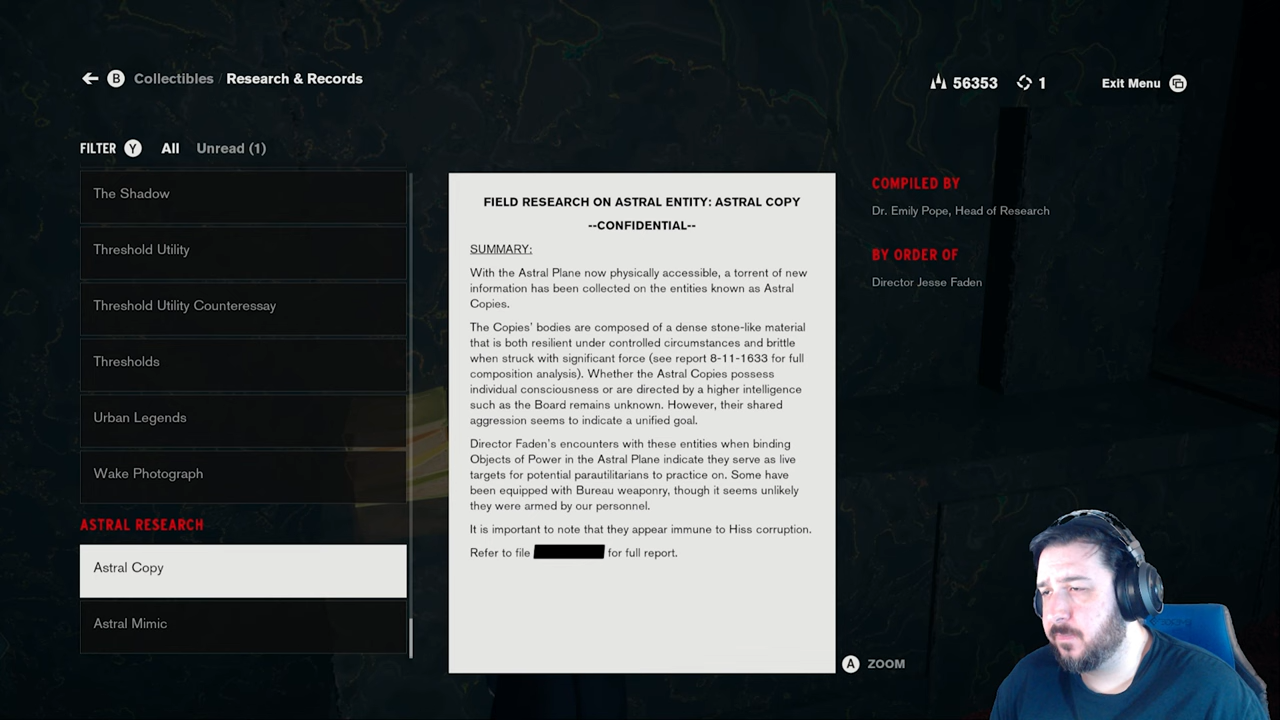 B Collectibles / Research & Records
56353 1 Exit Menu
FILTER Y All Unread (1)
The Shadow
Threshold Utility
Threshold Utility Counteressay
Thresholds
Urban Legends
Wake Photograph
ASTRAL RESEARCH
Astral Copy
Astral Mimic
FIELD RESEARCH ON ASTRAL ENTITY: ASTRAL COPY
--CONFIDENTIAL--
SUMMARY:
With the Astral Plane now physically accessible, a torrent of new
information has been collected on the entities known as Astral
Copies.
The Copies' bodies are composed of a dense stone-like material
that is both resilient under controlled circumstances and brittle
when struck with significant force (see report 8-11-1633 for full
composition analysis). Whether the Astral Copies possess
individual consciousness or are directed by a higher intelligence
such as the Board remains unknown. However, their shared
aggression seems to indicate a unified goal.
Director Faden's encounters with these entities when binding
Objects of Power in the Astral Plane indicate they serve as live
targets for potential parautilitarians to practice on. Some have
been equipped with Bureau weaponry, though it seems unlikely
they were armed by our personnel.
It is important to note that they appear immune to Hiss corruption.
Refer to file for full report.
A ZOOM
COMPILED BY
Dr. Emily Pope, Head of Research
BY ORDER OF
Director Jesse Faden